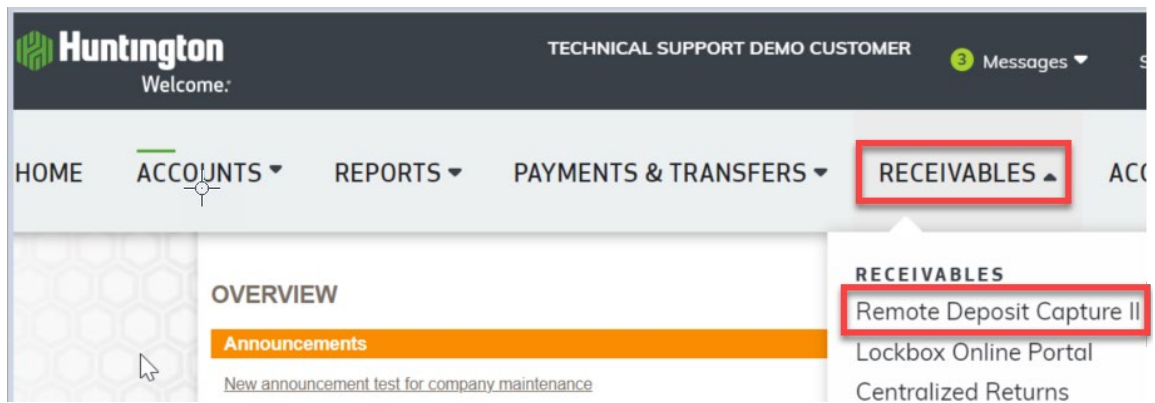 Huntington
Welcome.
TECHNICAL SUPPORT DEMO CUSTOMER
3 Messages
HOME ACCOUNTS REPORTS PAYMENTS & TRANSFERS RECEIVABLES
OVERVIEW
Announcements
New announcement test for company maintenance
RECEIVABLES
Remote Deposit Capture II
Lockbox Online Portal
Centralized Returns